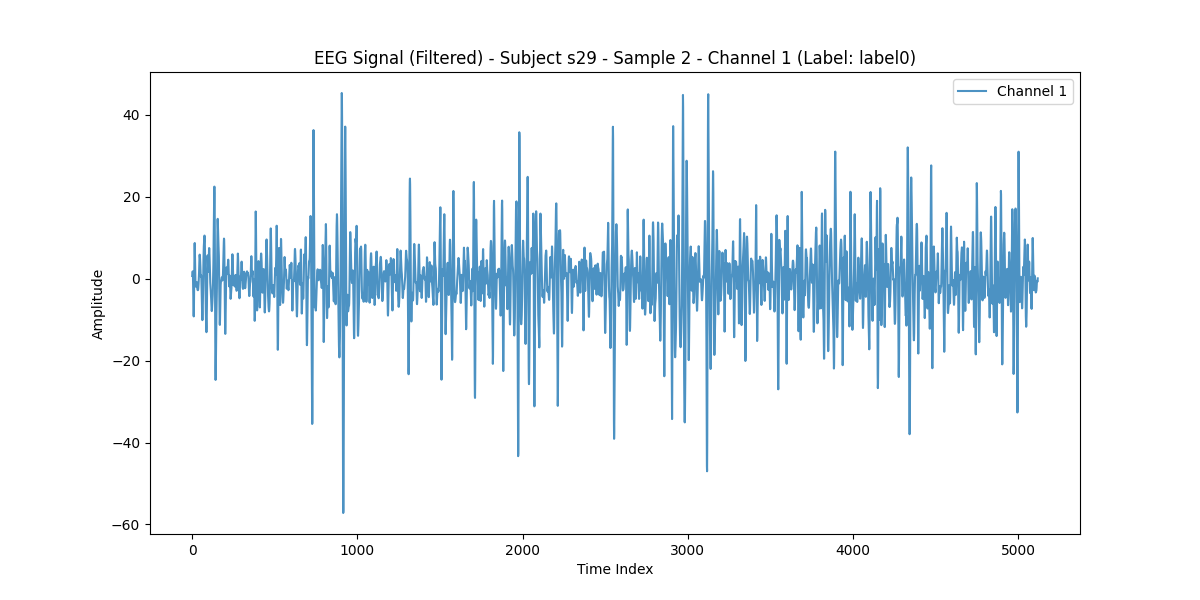 EEG Signal (Filtered) - Subject s29 - Sample 2 - Channel 1 (Label: label0)
Channel 1
40
20
0
−20
−40
−60
Amplitude
0 1000 2000 3000 4000 5000
Time Index